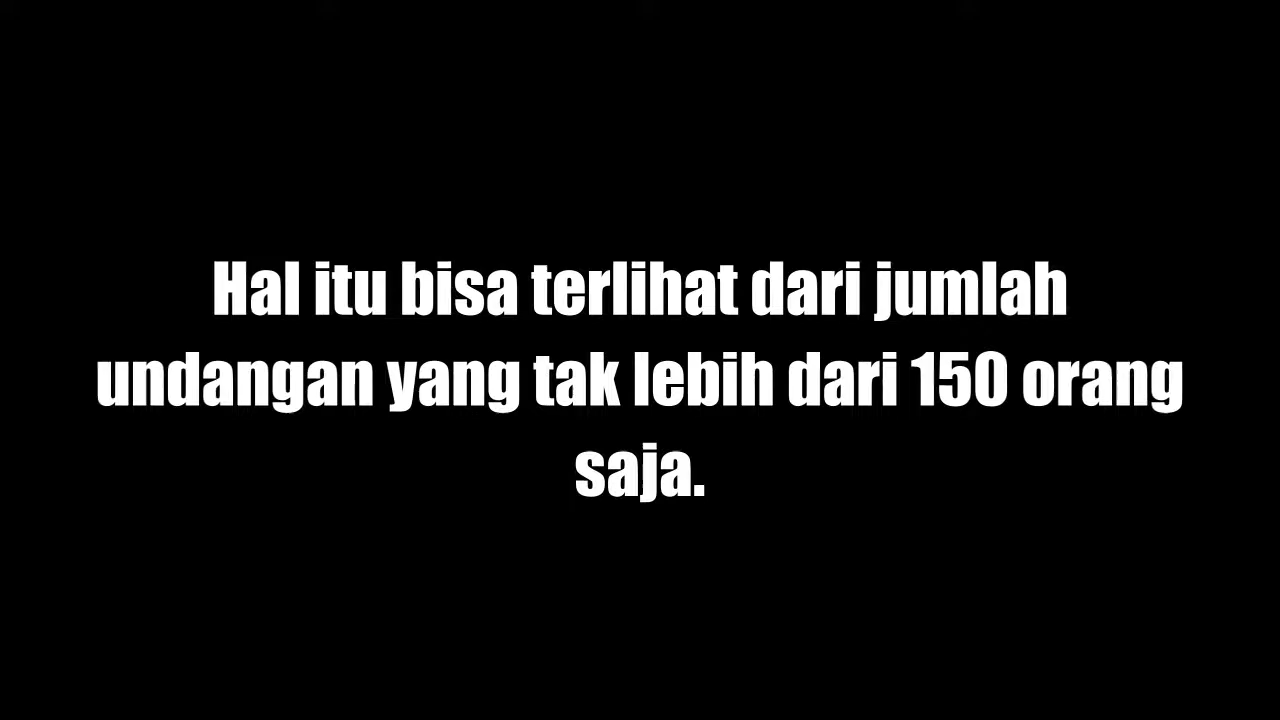 Hal itu bisa terlihat dari jumlah
undangan yang tak lebih dari 150 orang
saja.